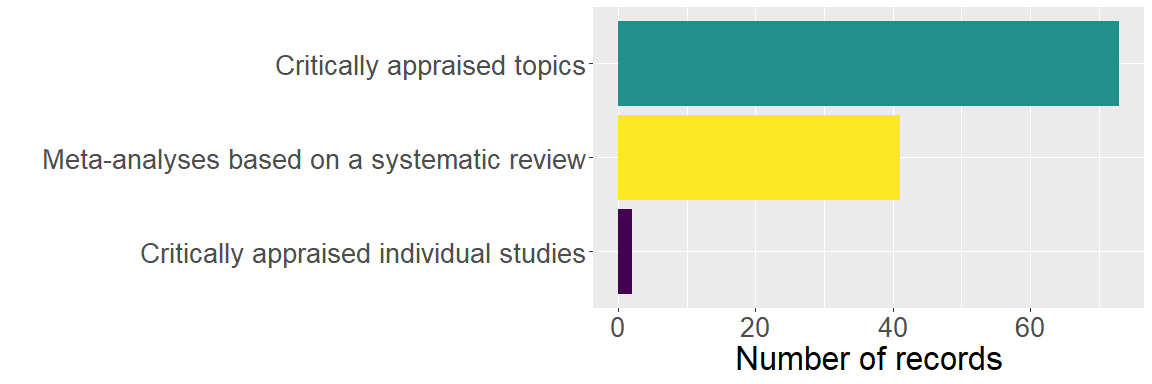 Critically appraised topics
Meta-analyses based on a systematic review
Critically appraised individual studies
0 20 40 60
Number of records